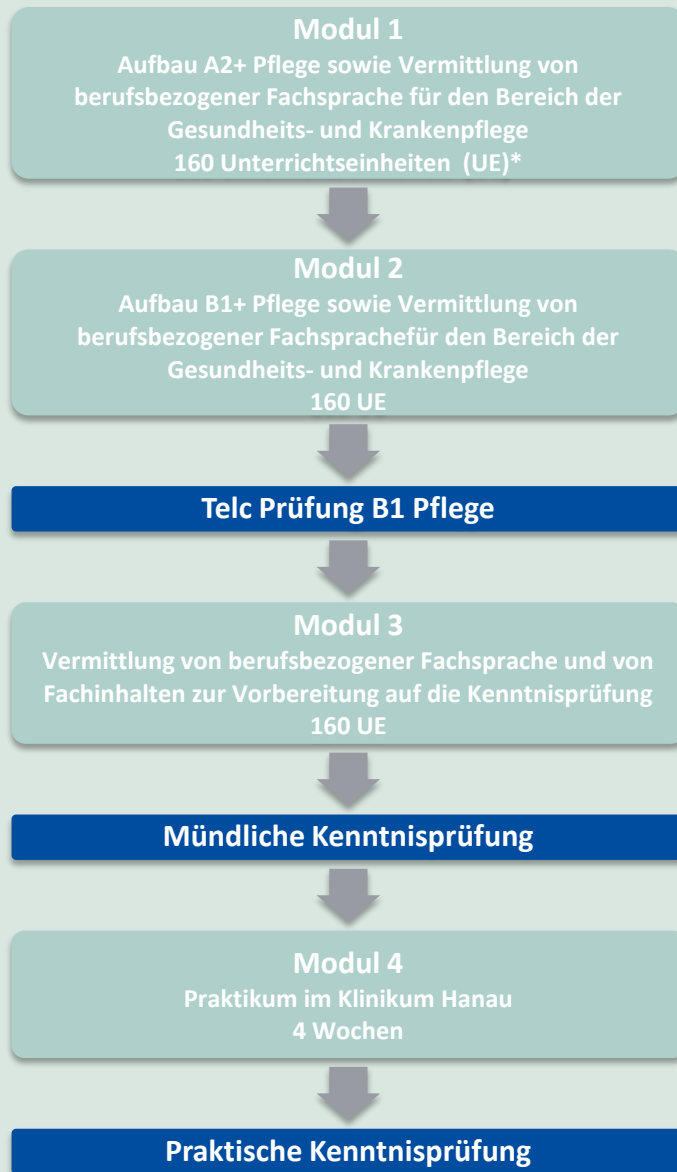 Modul 1
Aufbau A2+ Pflege sowie Vermittlung von
berufsbezogener Fachsprache für den Bereich der
Gesundheits- und Krankenpflege
160 Unterrichtseinheiten (UE)*
Modul 2
Aufbau B1+ Pflege sowie Vermittlung von
berufsbezogener Fachsprachefür den Bereich der
Gesundheits- und Krankenpflege
160 UE
Telc Prüfung B1 Pflege
Modul 3
Vermittlung von berufsbezogener Fachsprache und von
Fachinhalten zur Vorbereitung auf die Kenntnisprüfung
160 UE
Mündliche Kenntnisprüfung
Modul 4
Praktikum im Klinikum Hanau
4 Wochen
Praktische Kenntnisprüfung